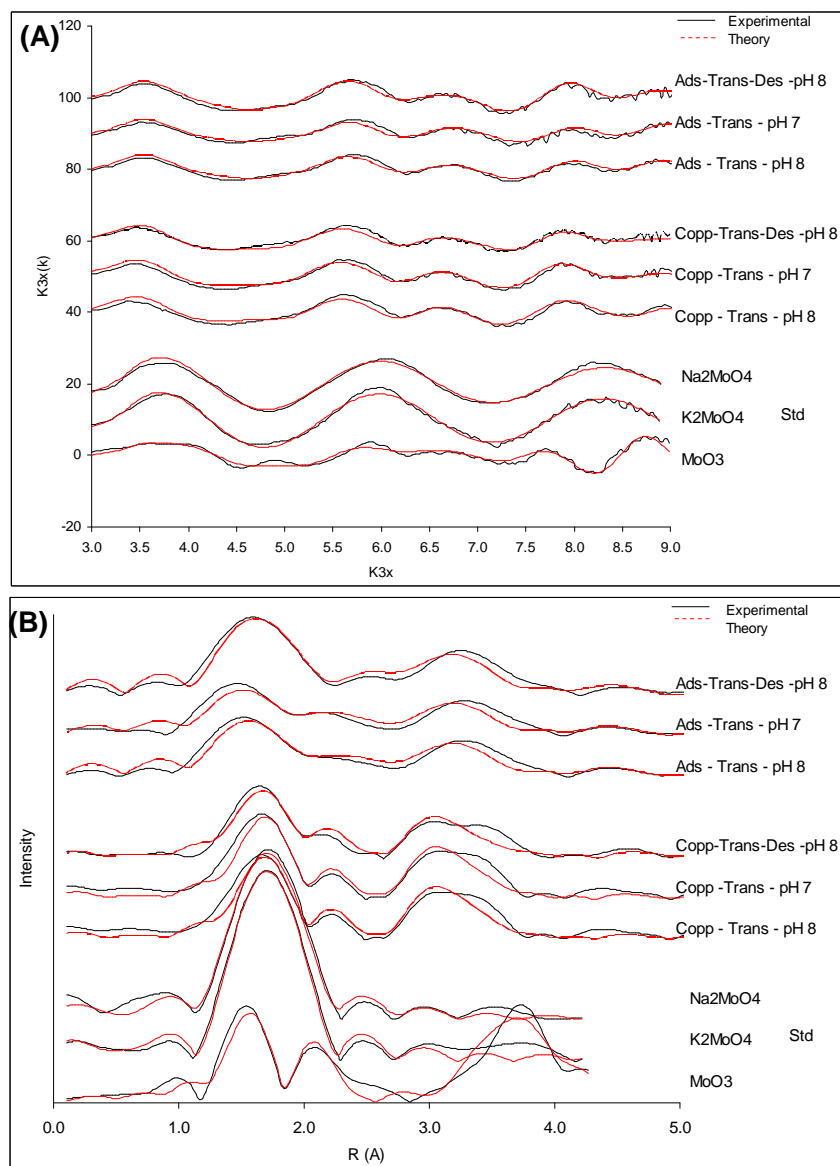 (A)
Experimental
Theory
120
100
80
60
40
20
0
-20
K3x(k)
Ads-Trans-Des -pH 8
Ads -Trans - pH 7
Ads - Trans - pH 8
Copp-Trans-Des -pH 8
Copp -Trans - pH 7
Copp - Trans - pH 8
Na2MoO4
K2MoO4 Std
MoO3
3.0 3.5 4.0 4.5 5.0 5.5 6.0 6.5 7.0 7.5 8.0 8.5 9.0
K3x
(B)
Experimental
Theory
Intensity
Ads-Trans-Des -pH 8
Ads -Trans - pH 7
Ads - Trans - pH 8
Copp-Trans-Des -pH 8
Copp -Trans - pH 7
Copp - Trans - pH 8
Na2MoO4
K2MoO4 Std
MoO3
0.0 1.0 2.0 3.0 4.0 5.0
R (A)